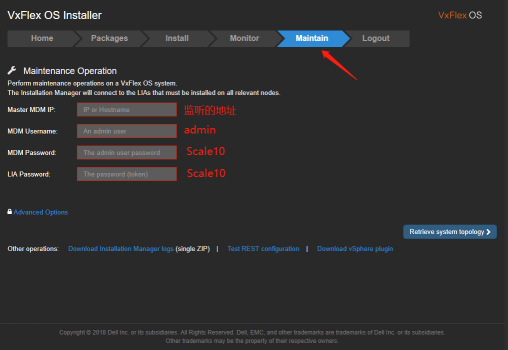 VxFlex OS Installer
VxFlex OS
Home Packages Install Monitor Maintain Logout
Maintenance Operation
Perform maintenance operations on a VxFlex OS system.
The Installation Manager will connect to the LIAs that must be installed on all relevant nodes.
Master MDM IP: IP or Hostname 监听的地址
MDM Username: An admin user admin
MDM Password: The admin user password Scale10
LIA Password: The password (token) Scale10
Advanced Options
Retrieve system topology
Other operations: Download Installation Manager logs (single ZIP) | Test REST configuration | Download vSphere plugin
Copyright © 2018 Dell Inc. or its subsidiaries. All Rights Reserved. Dell, EMC, and other trademarks are trademarks of Dell Inc. or its subsidiaries.
Other trademarks may be the property of their respective owners.